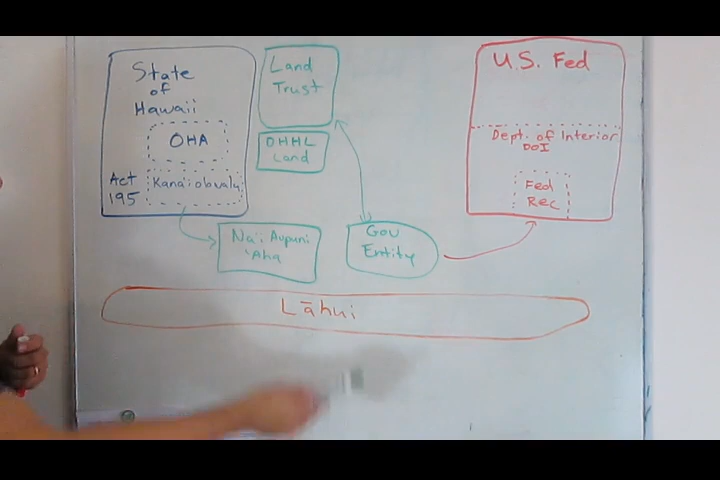 State
of
Hawaii
OHA
Act
195
Kana'iolowalu
Land
Trust
DHHL
Land
Na'i Aupuni
'Aha
Gov
Entity
U.S. Fed
Dept. of Interior
DOI
Fed
Rec
Lāhui